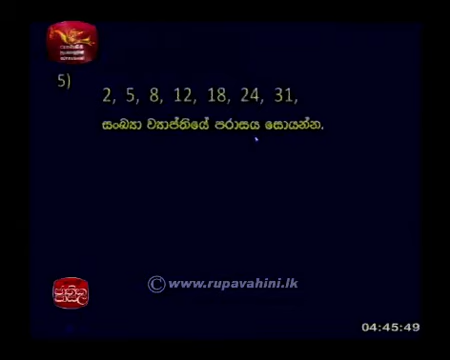 5)
2, 5, 8, 12, 18, 24, 31,
සංඛ්‍යා ව්‍යාප්තියේ පරාසය සොයන්න.
© www.rupavahini.lk
04:45:49